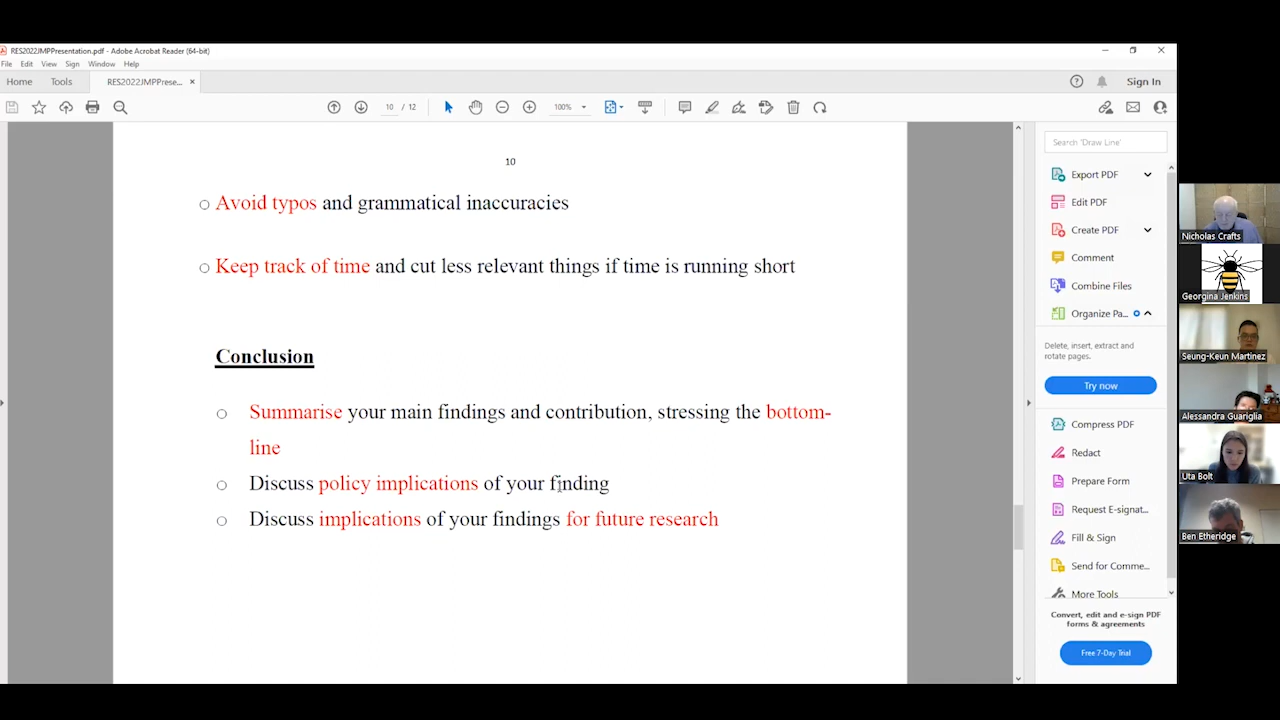 RES2022JMPPresentation.pdf - Adobe Acrobat Reader (64-bit)
File Edit View Sign Window Help
Home Tools RES2022JMPPrese... × Sign In
10 / 12 100%
10
Avoid typos and grammatical inaccuracies
Keep track of time and cut less relevant things if time is running short
Conclusion
Summarise your main findings and contribution, stressing the bottom-
line
Discuss policy implications of your finding
Discuss implications of your findings for future research
Search 'Draw Line'
Export PDF
Edit PDF
Create PDF
Comment
Combine Files
Organize Pa...
Delete, insert, extract and
rotate pages.
Try now
Compress PDF
Redact
Prepare Form
Request E-signat...
Fill & Sign
Send for Comme...
More Tools
Convert, edit and e-sign PDF
forms & agreements
Free 7-Day Trial
Nicholas Crafts
Georgina Jenkins
Seung-Keun Martinez
Alessandra Guariglia
Uta Bolt
Ben Etheridge